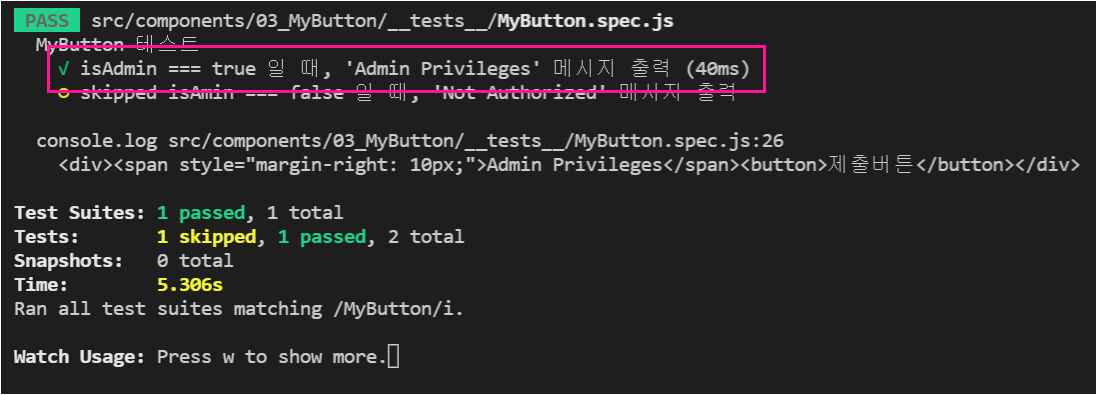 PASS src/components/03_MyButton/__tests__/MyButton.spec.js
MyButton 테스트
√ isAdmin === true 일 때, 'Admin Privileges' 메시지 출력 (40ms)
○ skipped isAmin === false 일 때, 'Not Authorized' 메시지 출력
console.log src/components/03_MyButton/__tests__/MyButton.spec.js:26
<div><span style="margin-right: 10px;">Admin Privileges</span><button>제출버튼</button></div>
Test Suites: 1 passed, 1 total
Tests: 1 skipped, 1 passed, 2 total
Snapshots: 0 total
Time: 5.306s
Ran all test suites matching /MyButton/i.
Watch Usage: Press w to show more.